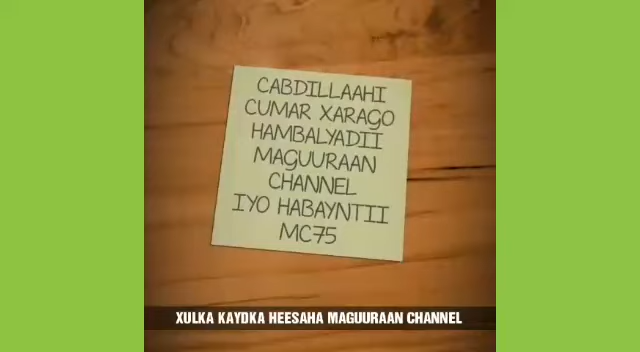 CABDILLAAHI
CUMAR XARAGO
HAMBALYADII
MAGUURAAN
CHANNEL
IYO HABAYNTII
MC75
XULKA KAYDKA HEESAHA MAGUURAAN CHANNEL